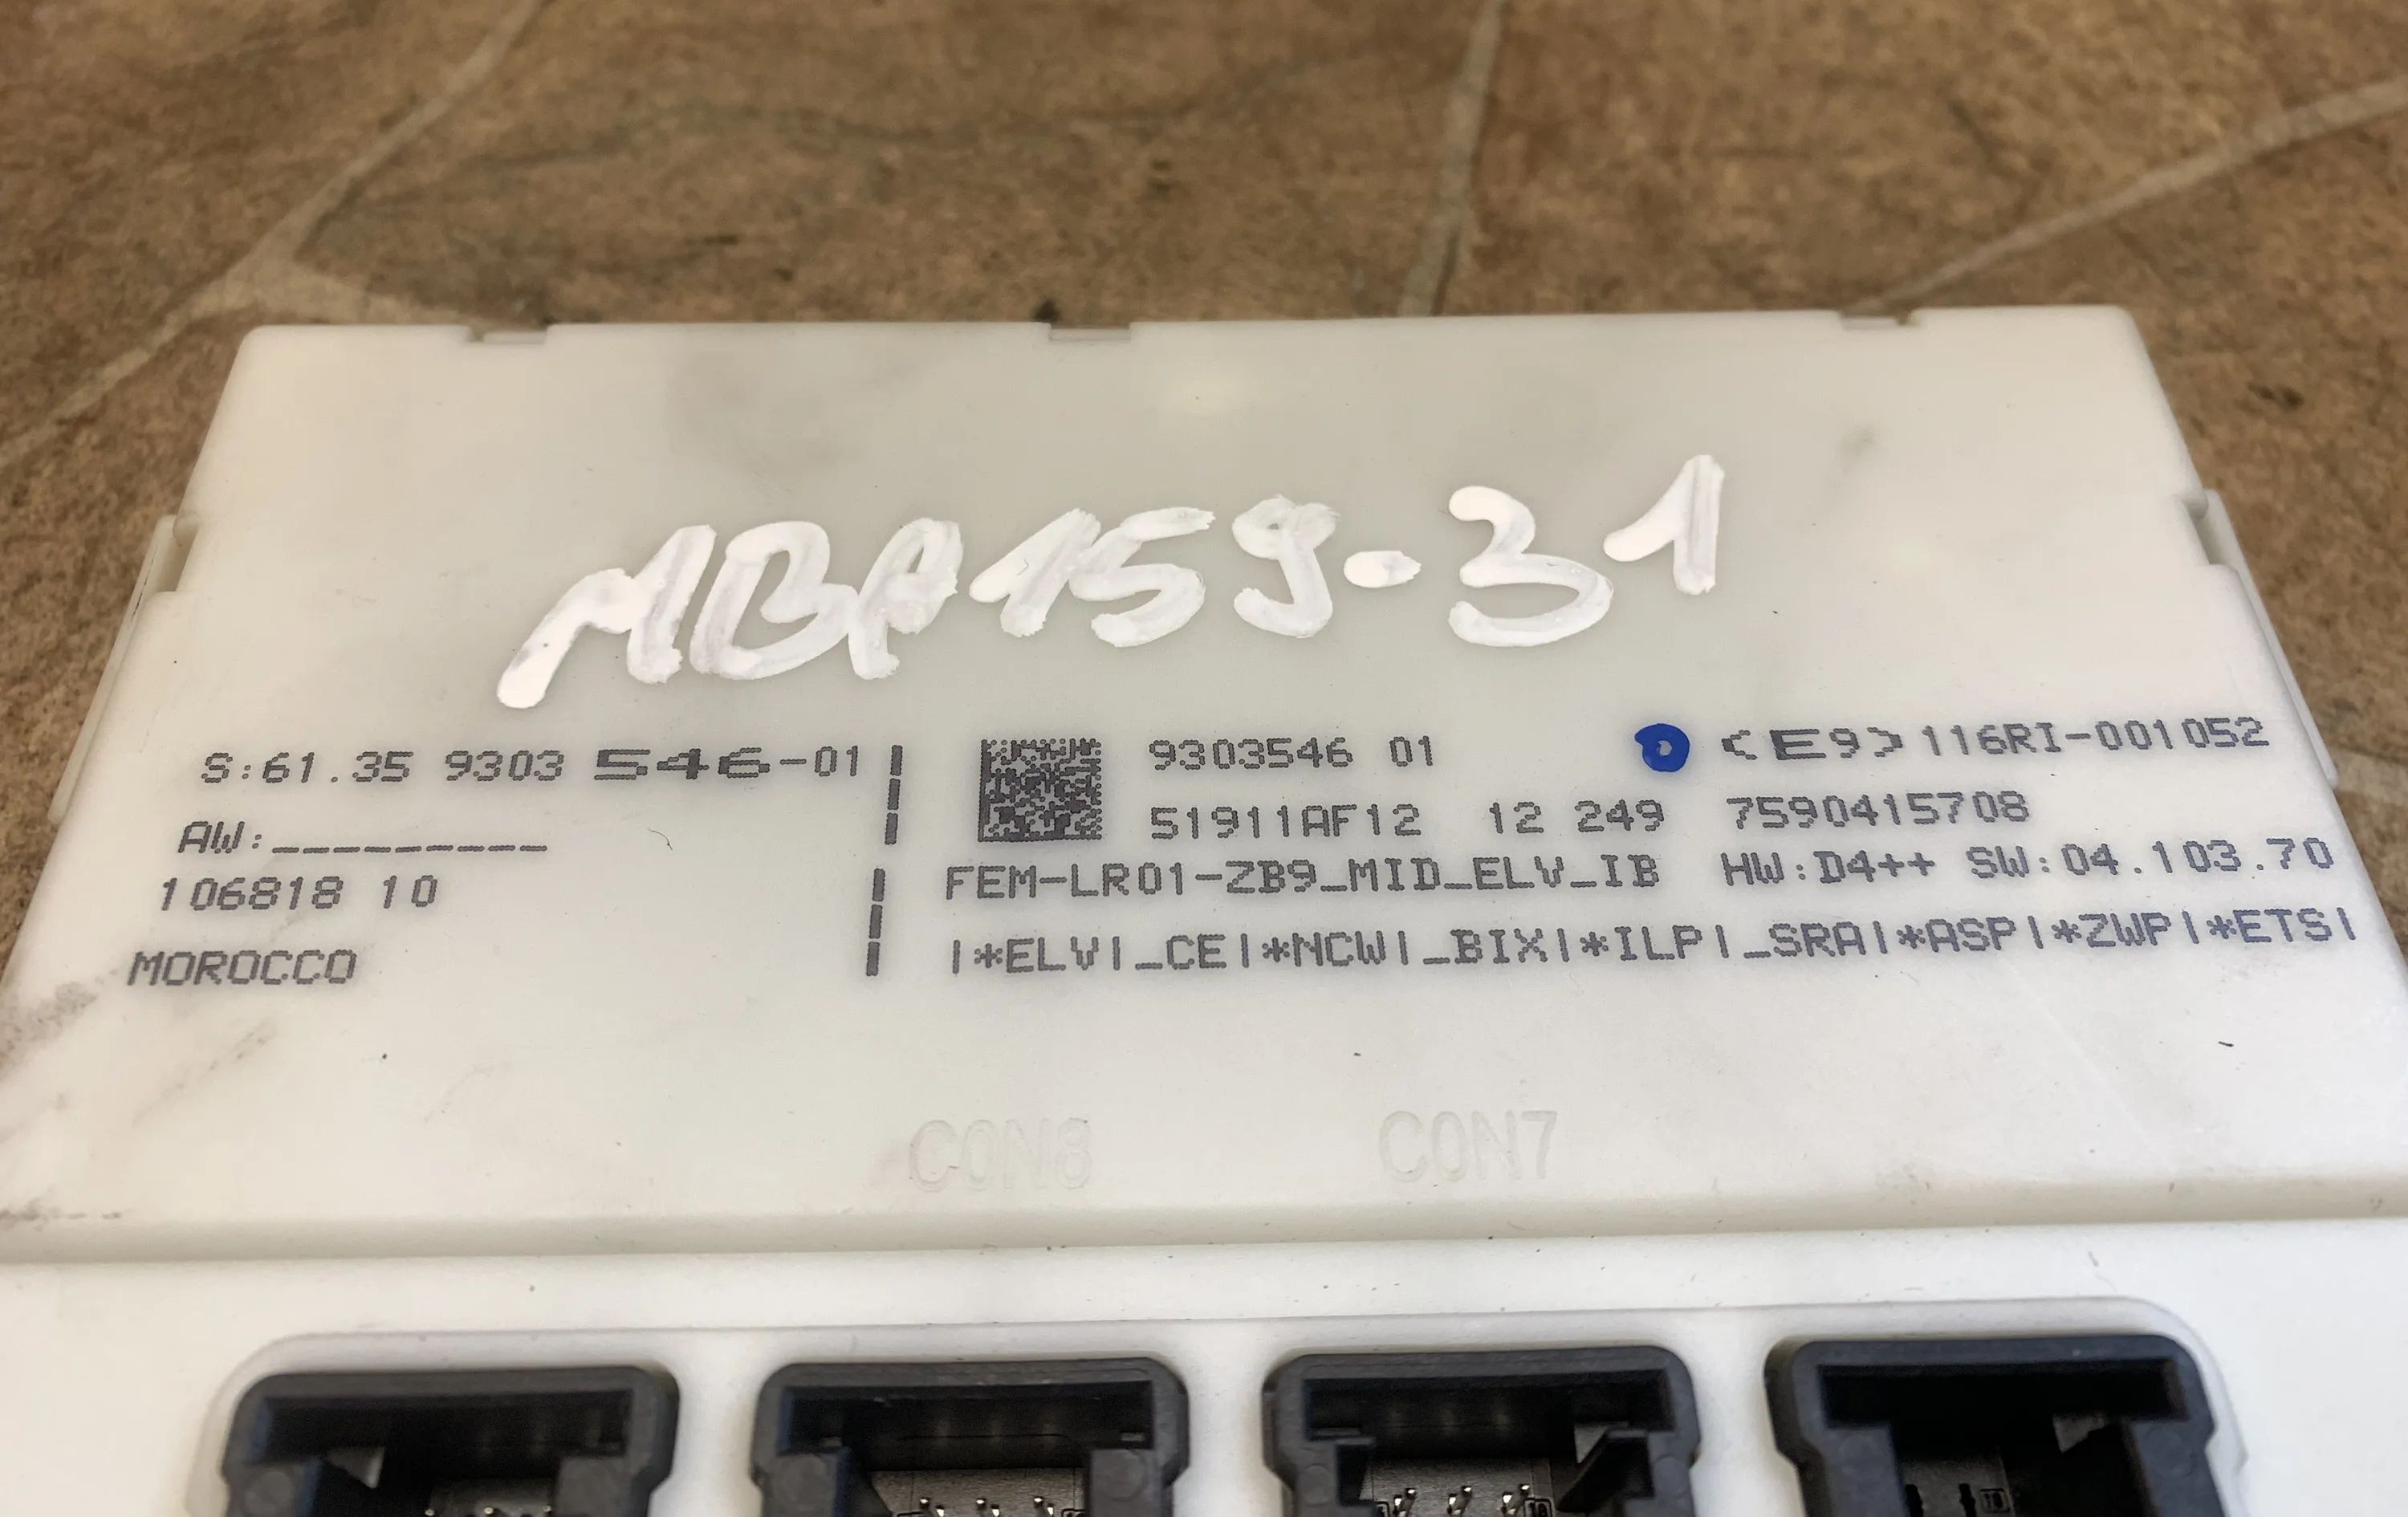 MBA159-31
S:61.35 9303 546-01
AW:_________
106818 10
MOROCCO
9303546 01 <E9>116RI-001052
51911AF12 12 249 7590415708
FEM-LR01-ZB9_MID_ELV_IB HW:D4++ SW:04.103.70
|*ELV|_CE|*NCW|_BIX|*ILP|_SRA|*ASP|*ZWP|*ETS|
CON8 CON7